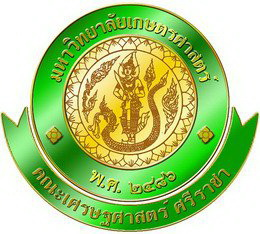 มหาวิทยาลัยเกษตรศาสตร์
พ.ศ. ๒๔๘๖
คณะเศรษฐศาสตร์ ศรีราชา